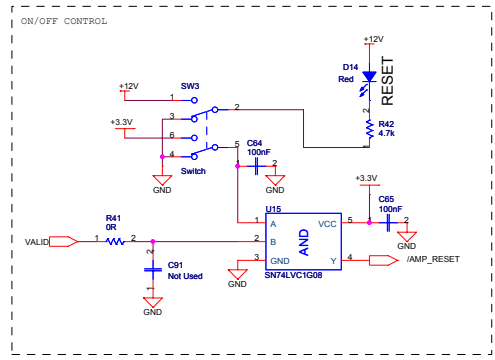 ON/OFF CONTROL
+12V
D14
Red
RESET
+12V
SW3
1
2
3
+3.3V
6
5
4
Switch
GND
2
R42
4.7k
1
C64
100nF
2
GND
+3.3V
C65
100nF
2
GND
U15
1
A
VCC
5
R41
0R
VALID
1
2
2
B
AND
3
GND
Y
4
/AMP_RESET
GND
SN74LVC1G08
2
C91
Not Used
1
GND